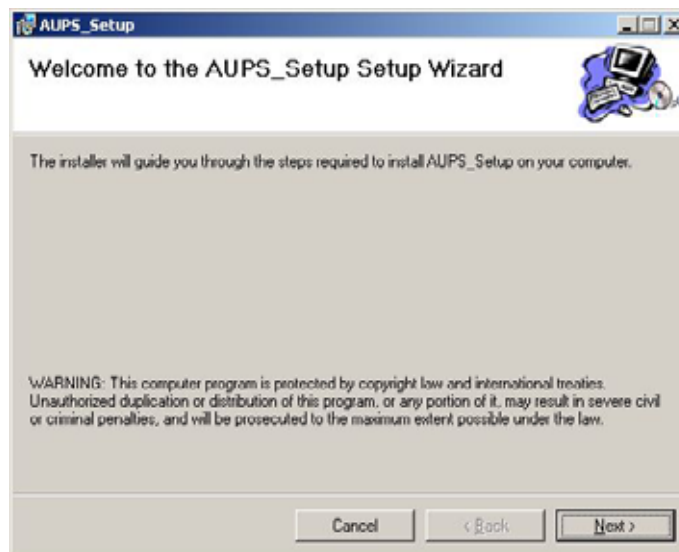 AUPS_Setup
Welcome to the AUPS_Setup Setup Wizard
The installer will guide you through the steps required to install AUPS_Setup on your computer.
WARNING: This computer program is protected by copyright law and international treaties.
Unauthorized duplication or distribution of this program, or any portion of it, may result in severe civil
or criminal penalties, and will be prosecuted to the maximum extent possible under the law.
Cancel
< Back
Next >